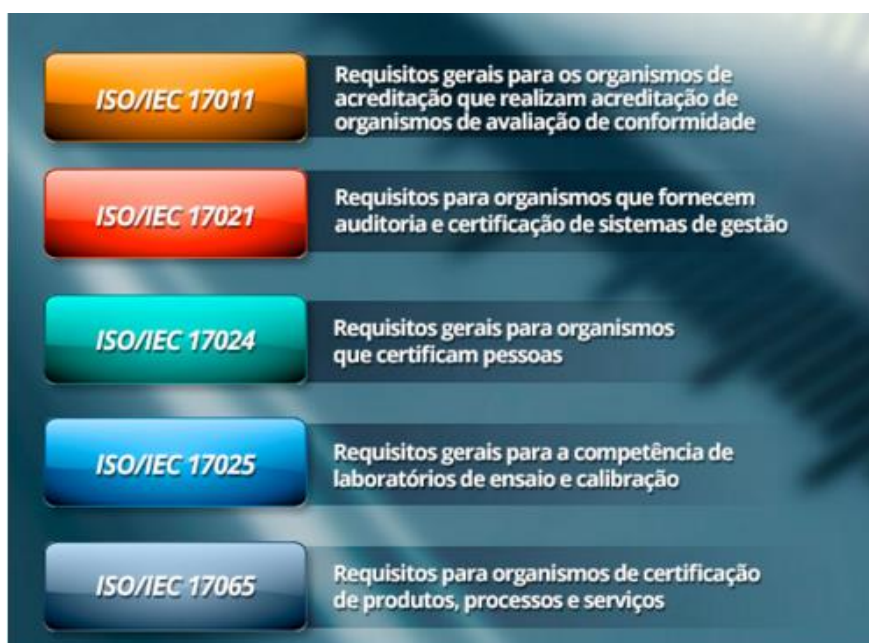 ISO/IEC 17011
Requisitos gerais para os organismos de
acreditação que realizam acreditação de
organismos de avaliação de conformidade
ISO/IEC 17021
Requisitos para organismos que fornecem
auditoria e certificação de sistemas de gestão
ISO/IEC 17024
Requisitos gerais para organismos
que certificam pessoas
ISO/IEC 17025
Requisitos gerais para a competência de
laboratórios de ensaio e calibração
ISO/IEC 17065
Requisitos para organismos de certificação
de produtos, processos e serviços